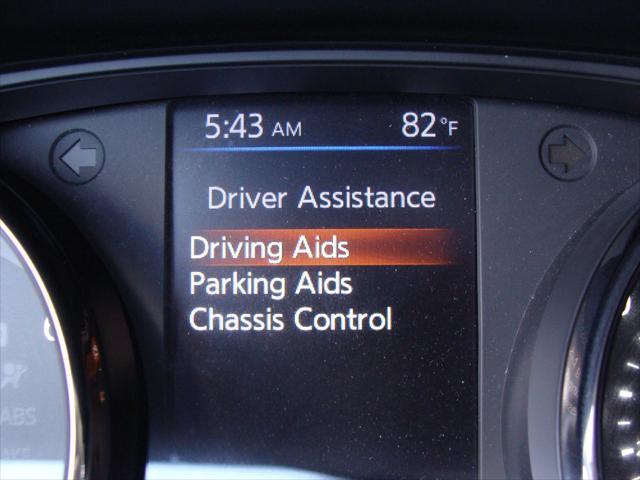 5:43 AM 82°F
Driver Assistance
Driving Aids
Parking Aids
Chassis Control
ABS